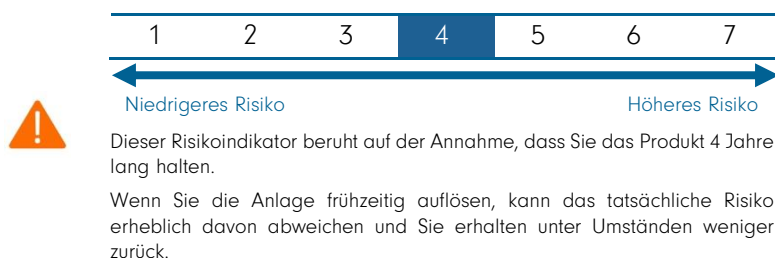 1 2 3 4 5 6 7
Niedrigeres Risiko Höheres Risiko
Dieser Risikoindikator beruht auf der Annahme, dass Sie das Produkt 4 Jahre
lang halten.
Wenn Sie die Anlage frühzeitig auflösen, kann das tatsächliche Risiko
erheblich davon abweichen und Sie erhalten unter Umständen weniger
zurück.